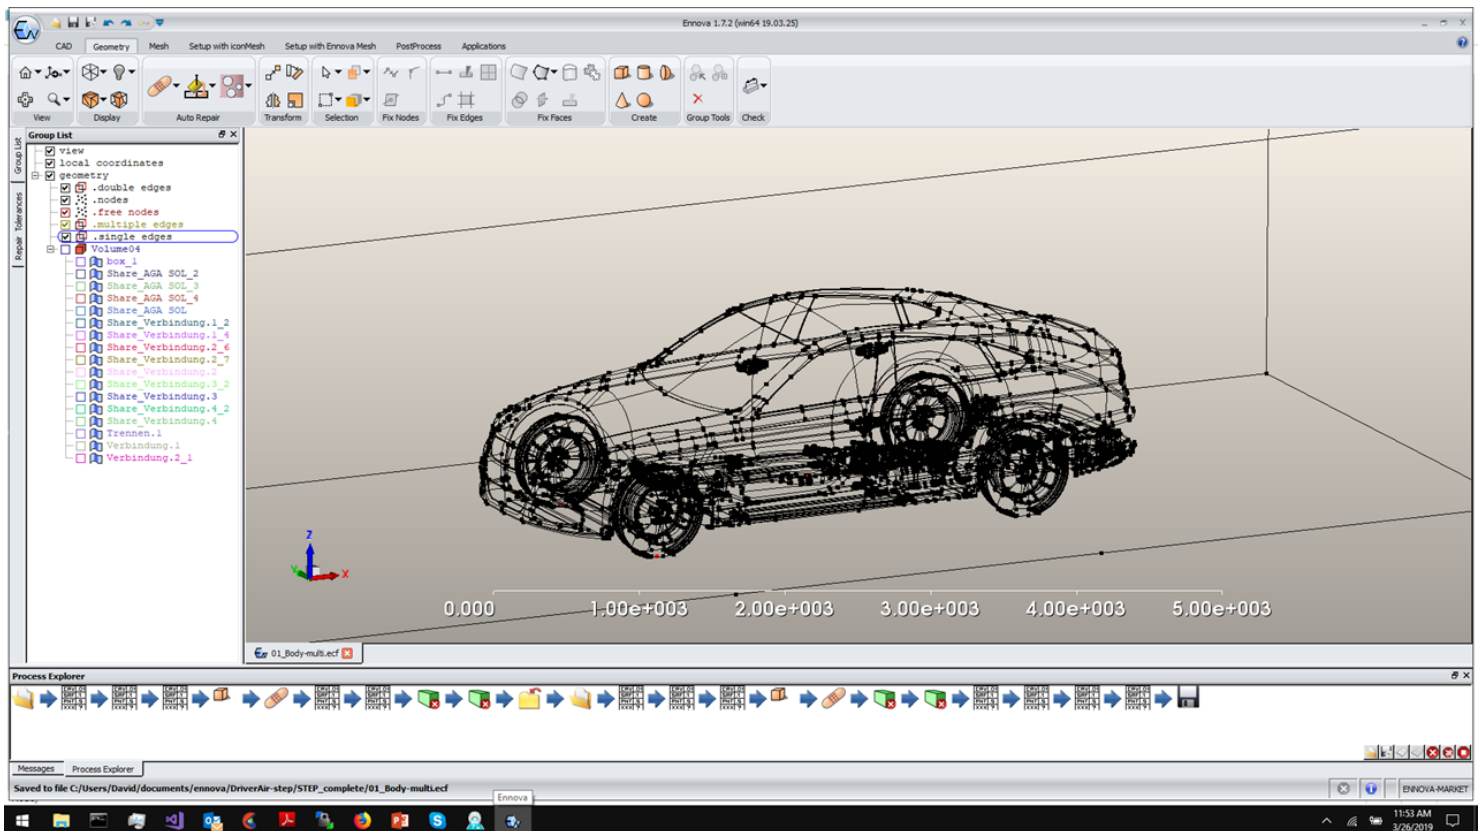 Ennova 1.7.2 (win64 19.03.25)
CAD Geometry Mesh Setup with iconMesh Setup with Ennova Mesh PostProcess Applications
View Display Auto Repair Transform Selection Fix Nodes Fix Edges Fix Faces Create Group Tools Check
Group List
Group List
Repair Tolerances
view
local coordinates
geometry
.double edges
.nodes
.free nodes
.multiple edges
.single edges
Volume04
box_1
Share_AGA SOL_2
Share_AGA SOL_3
Share_AGA SOL_4
Share_AGA SOL
Share_Verbindung.1_2
Share_Verbindung.1_4
Share_Verbindung.2_6
Share_Verbindung.2_7
Share_Verbindung.2
Share_Verbindung.3_2
Share_Verbindung.3
Share_Verbindung.4_2
Share_Verbindung.4
Trennen.1
Verbindung.1
Verbindung.2_1
Z
Y
X
0.000 1.00e+003 2.00e+003 3.00e+003 4.00e+003 5.00e+003
01_Body-multi.ecf
Process Explorer
Messages Process Explorer
Saved to file C:/Users/David/documents/ennova/DriverAir-step/STEP_complete/01_Body-multi.ecf
ENNOVA-MARKET
Ennova
11:53 AM
3/26/2019